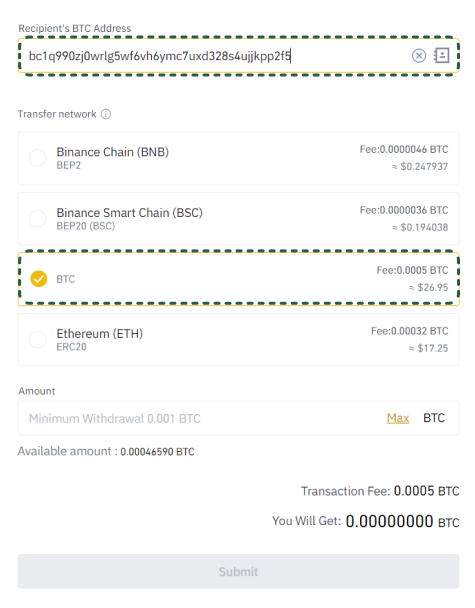 Recipient's BTC Address
bc1q990zj0wrlg5wf6vh6ymc7uxd328s4ujjkpp2f5
Transfer network
Binance Chain (BNB)
Fee:0.0000046 BTC
BEP2
≈ $0.247937
Binance Smart Chain (BSC)
Fee:0.0000036 BTC
BEP20 (BSC)
≈ $0.194038
Fee:0.0005 BTC
BTC
≈ $26.95
Ethereum (ETH)
Fee:0.00032 BTC
ERC20
≈ $17.25
Amount
Minimum Withdrawal 0.001 BTC Max BTC
Available amount : 0.00046590 BTC
Transaction Fee: 0.0005 BTC
You Will Get: 0.00000000 BTC
Submit